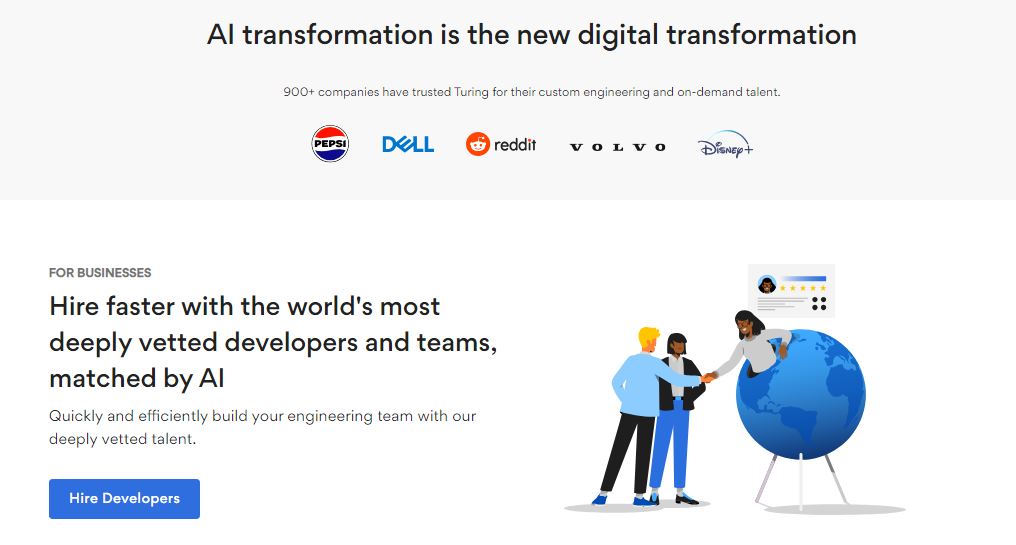 AI transformation is the new digital transformation
900+ companies have trusted Turing for their custom engineering and on-demand talent.
PEPSI DELL reddit VOLVO Disney+
FOR BUSINESSES
Hire faster with the world's most
deeply vetted developers and teams,
matched by AI
Quickly and efficiently build your engineering team with our
deeply vetted talent.
Hire Developers